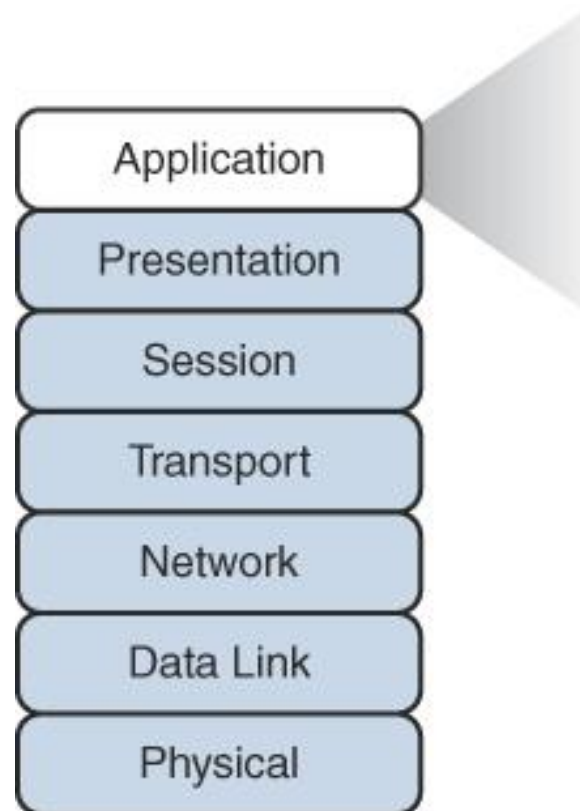 Application
Presentation
Session
Transport
Network
Data Link
Physical